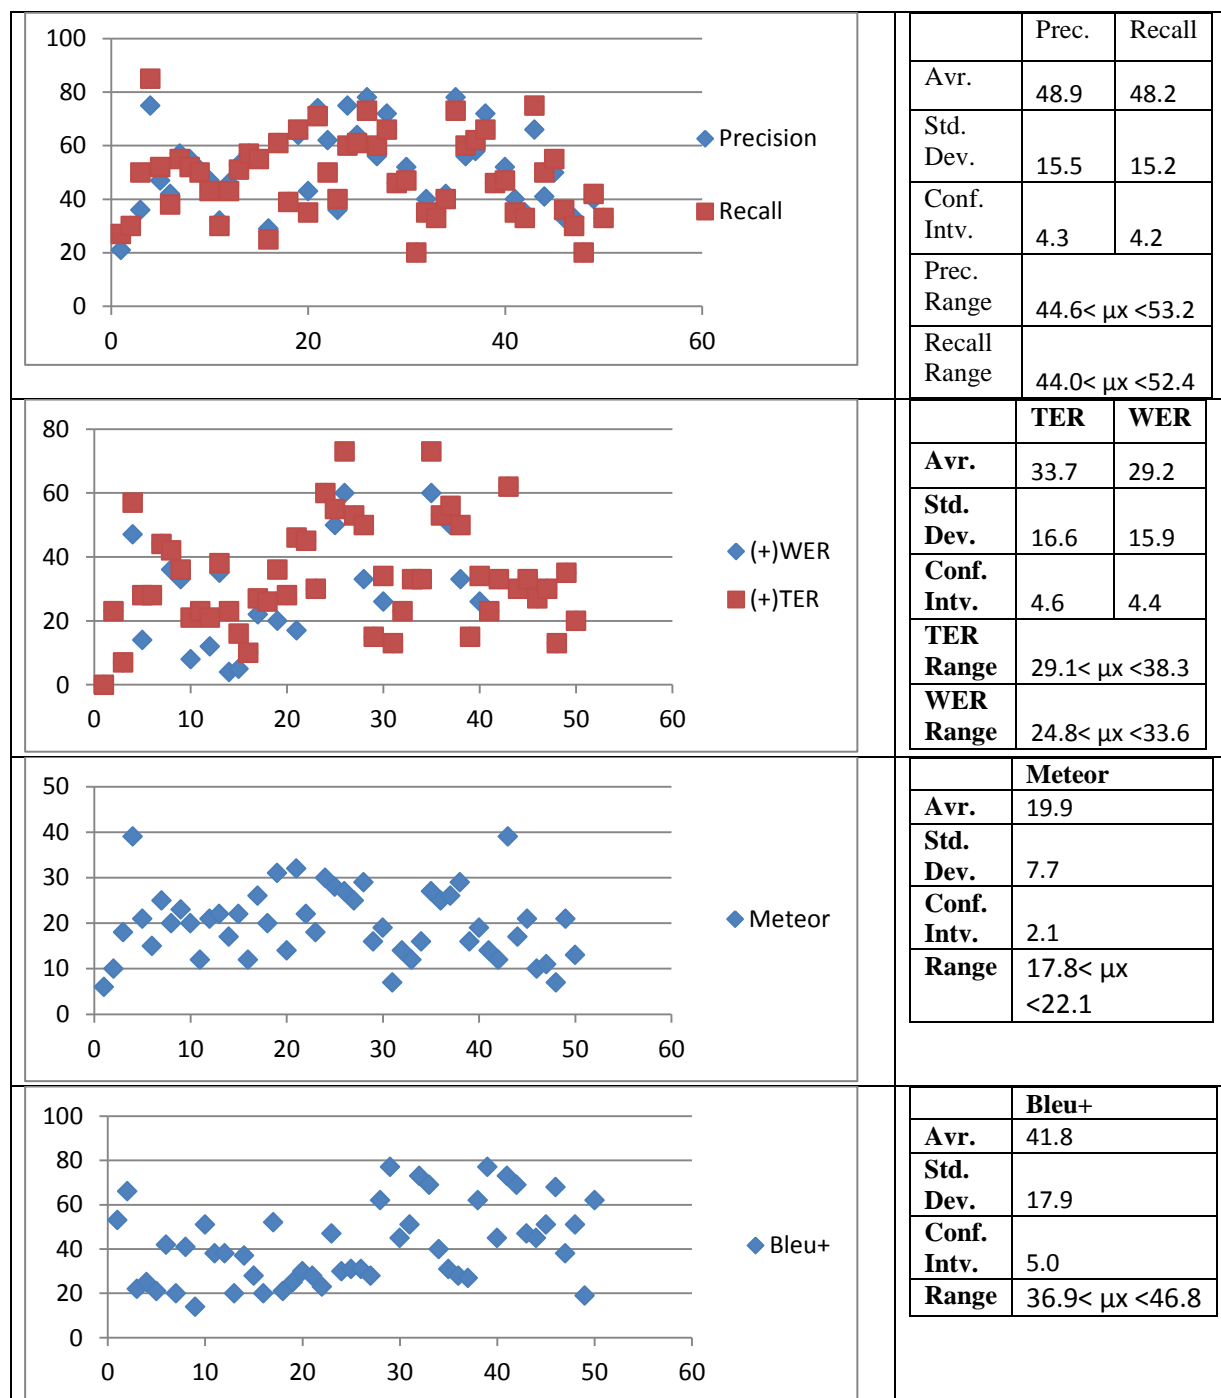 100
80
60
40
20
0
0 20 40 60
Precision
Recall
Prec. Recall
Avr. 48.9 48.2
Std.
Dev. 15.5 15.2
Conf.
Intv. 4.3 4.2
Prec.
Range 44.6< µx <53.2
Recall
Range 44.0< µx <52.4
80
60
40
20
0
0 10 20 30 40 50 60
(+)WER
(+)TER
TER WER
Avr. 33.7 29.2
Std.
Dev. 16.6 15.9
Conf.
Intv. 4.6 4.4
TER
Range 29.1< µx <38.3
WER
Range 24.8< µx <33.6
50
40
30
20
10
0
0 10 20 30 40 50 60
Meteor
Meteor
Avr. 19.9
Std.
Dev. 7.7
Conf.
Intv. 2.1
Range 17.8< µx
<22.1
100
80
60
40
20
0
0 10 20 30 40 50 60
Bleu+
Bleu+
Avr. 41.8
Std.
Dev. 17.9
Conf.
Intv. 5.0
Range 36.9< µx <46.8